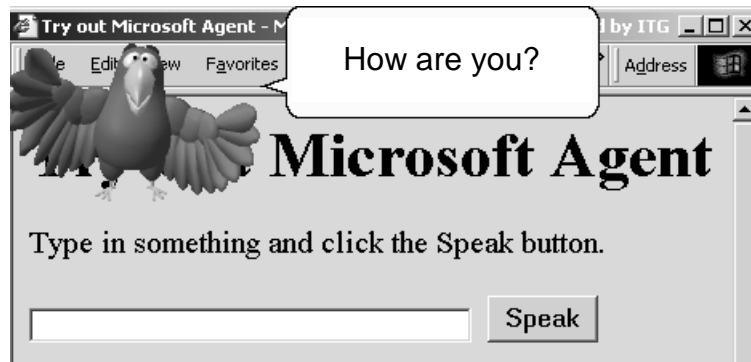 Try out Microsoft Agent - M
by ITG
How are you?
Edit
Favorites
Address
Microsoft Agent
Type in something and click the Speak button.
Speak